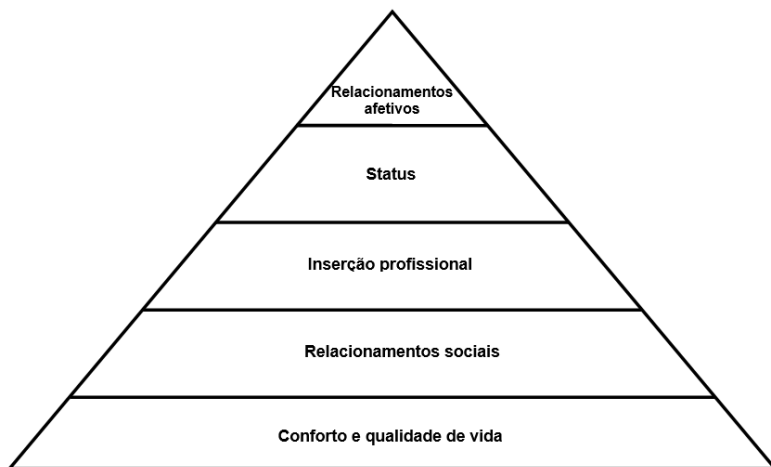 Relacionamentos
afetivos
Status
Inserção profissional
Relacionamentos sociais
Conforto e qualidade de vida